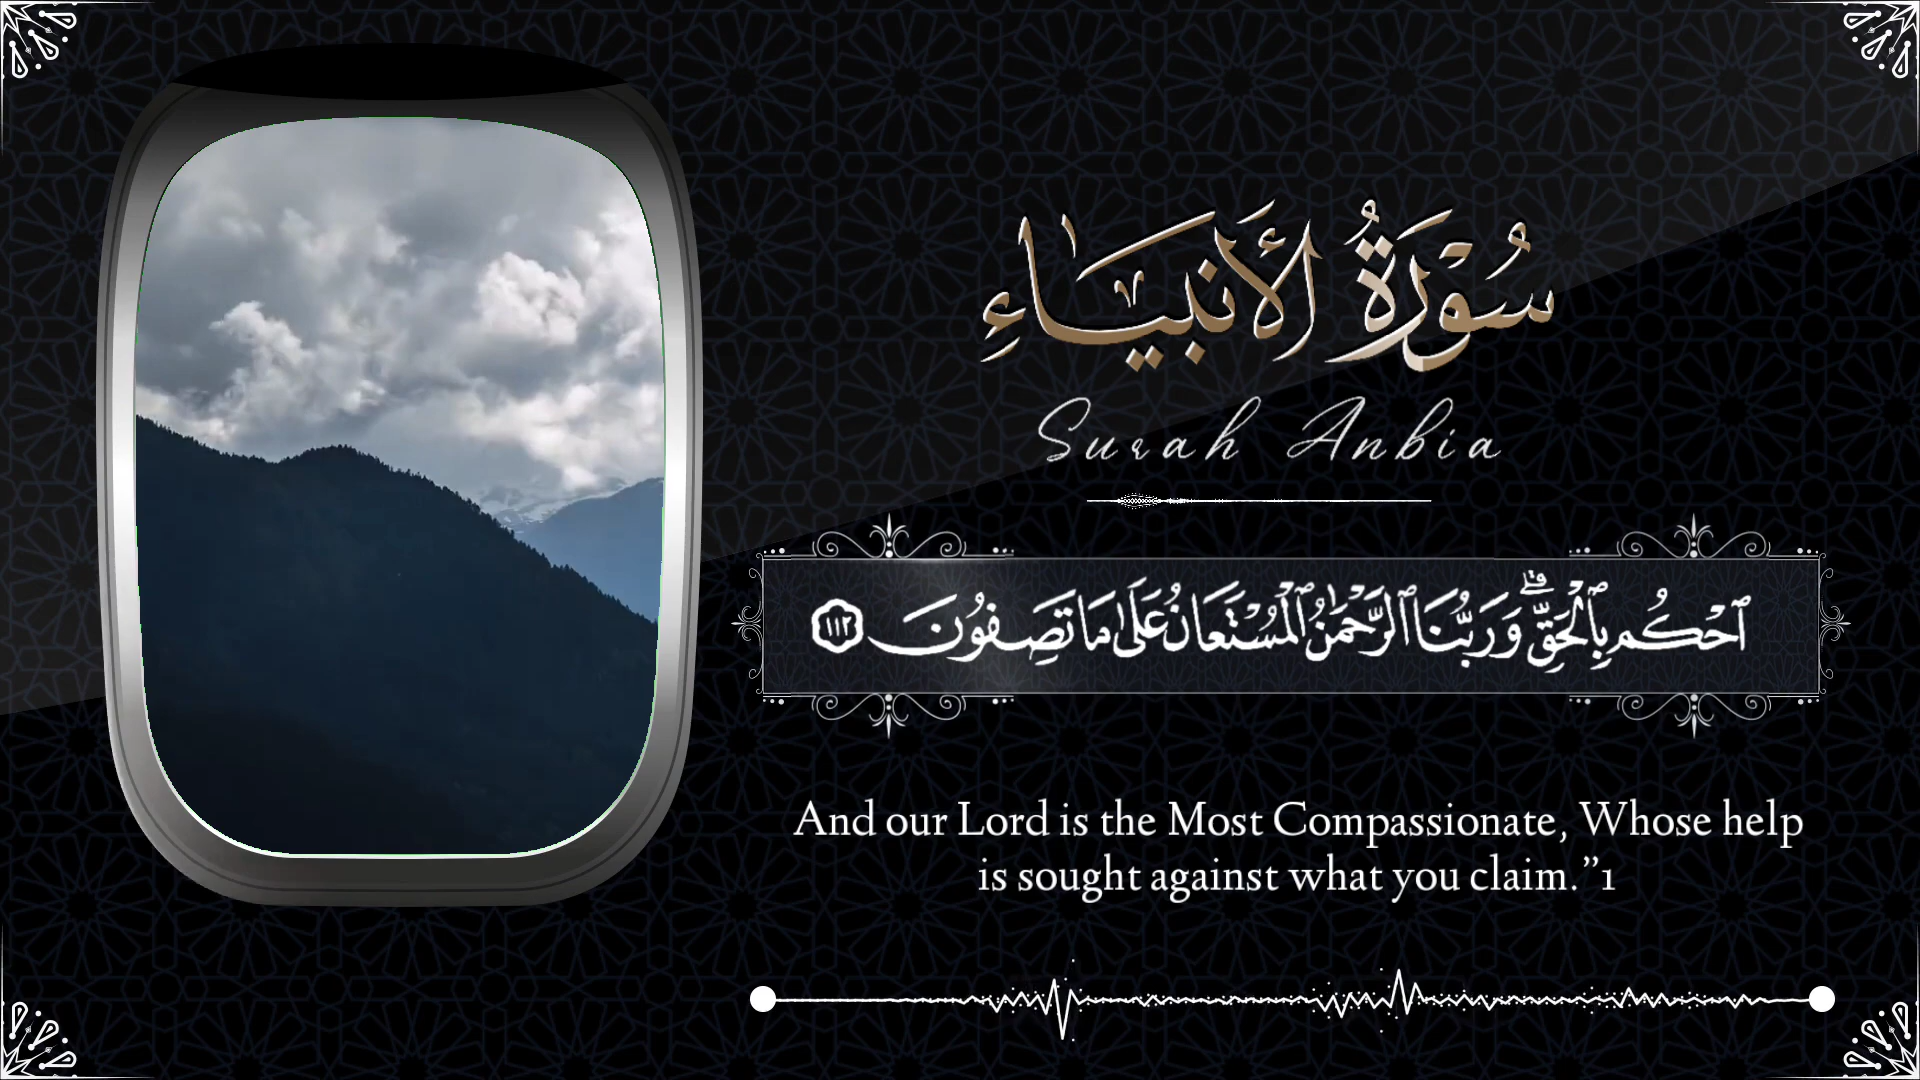 سُورَةُ الأَنبِيَاءِ
Surah Anbia
ٱحْكُم بِٱلْحَقِّ ۗ وَرَبُّنَا ٱلرَّحْمَٰنُ ٱلْمُسْتَعَانُ عَلَىٰ مَا تَصِفُونَ ١١٢
And our Lord is the Most Compassionate, Whose help
is sought against what you claim.”1